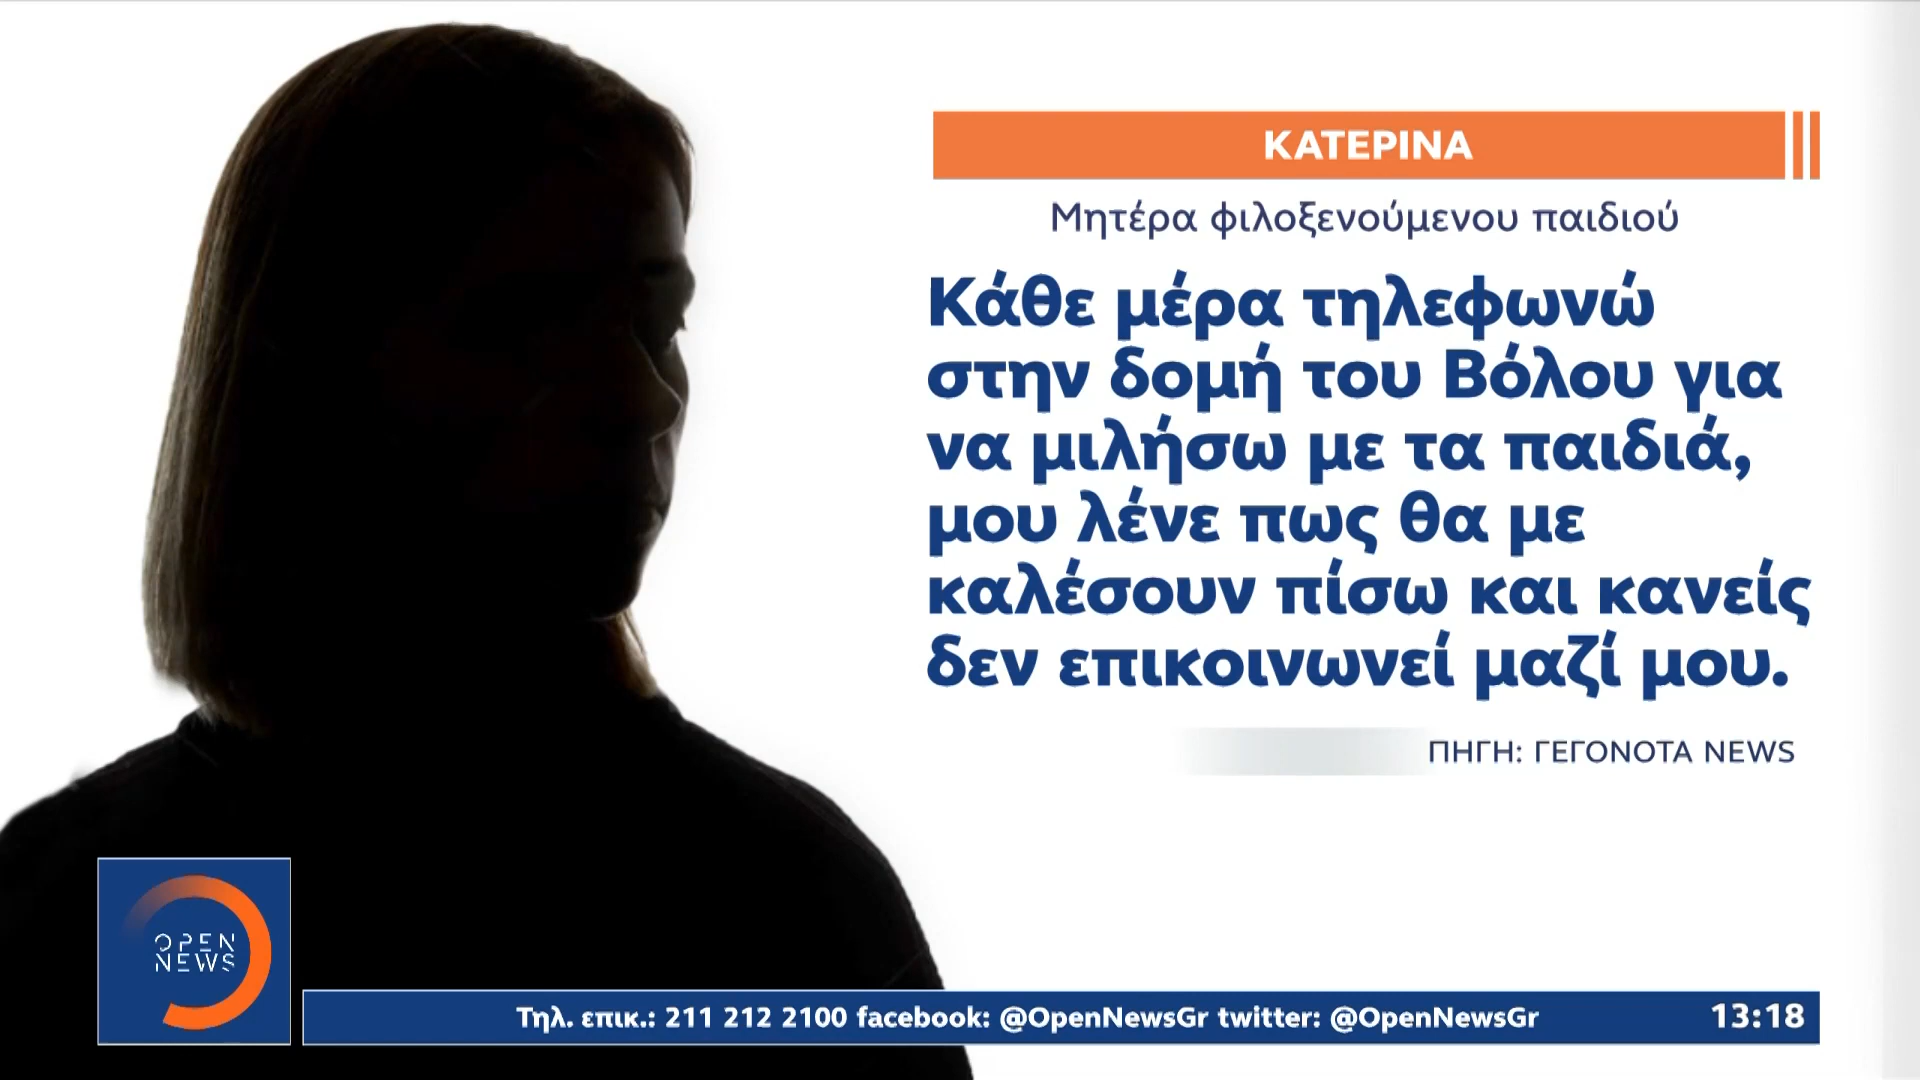 ΚΑΤΕΡΙΝΑ
Μητέρα φιλοξενούμενου παιδιού
Κάθε μέρα τηλεφωνώ
στην δομή του Βόλου για
να μιλήσω με τα παιδιά,
μου λένε πως θα με
καλέσουν πίσω και κανείς
δεν επικοινωνεί μαζί μου.
ΠΗΓΗ: ΓΕΓΟΝΟΤΑ NEWS
OPEN
NEWS
Τηλ. επικ.: 211 212 2100 facebook: @OpenNewsGr twitter: @OpenNewsGr
13:18